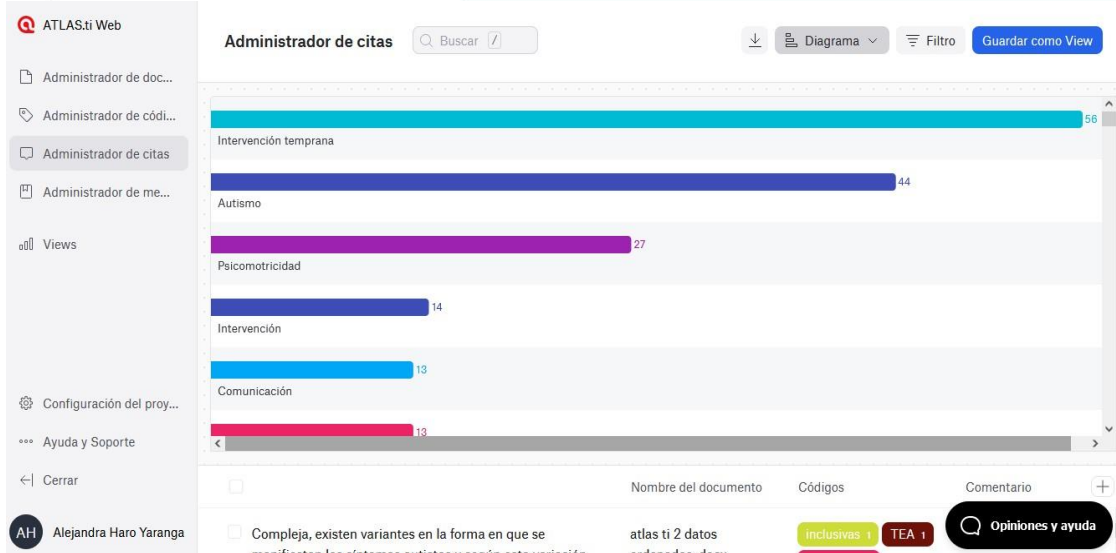 ATLAS.ti Web
Administrador de doc...
Administrador de códi...
Administrador de citas
Administrador de me...
Views
Configuración del proy...
Ayuda y Soporte
Cerrar
AH Alejandra Haro Yaranga
Administrador de citas
Buscar /
Diagrama
Filtro
Guardar como View
56
Intervención temprana
44
Autismo
27
Psicomotricidad
14
Intervención
13
Comunicación
13
Nombre del documento Códigos Comentario
Compleja, existen variantes en la forma en que se
atlas ti 2 datos
inclusivas 1 TEA 1
Opiniones y ayuda